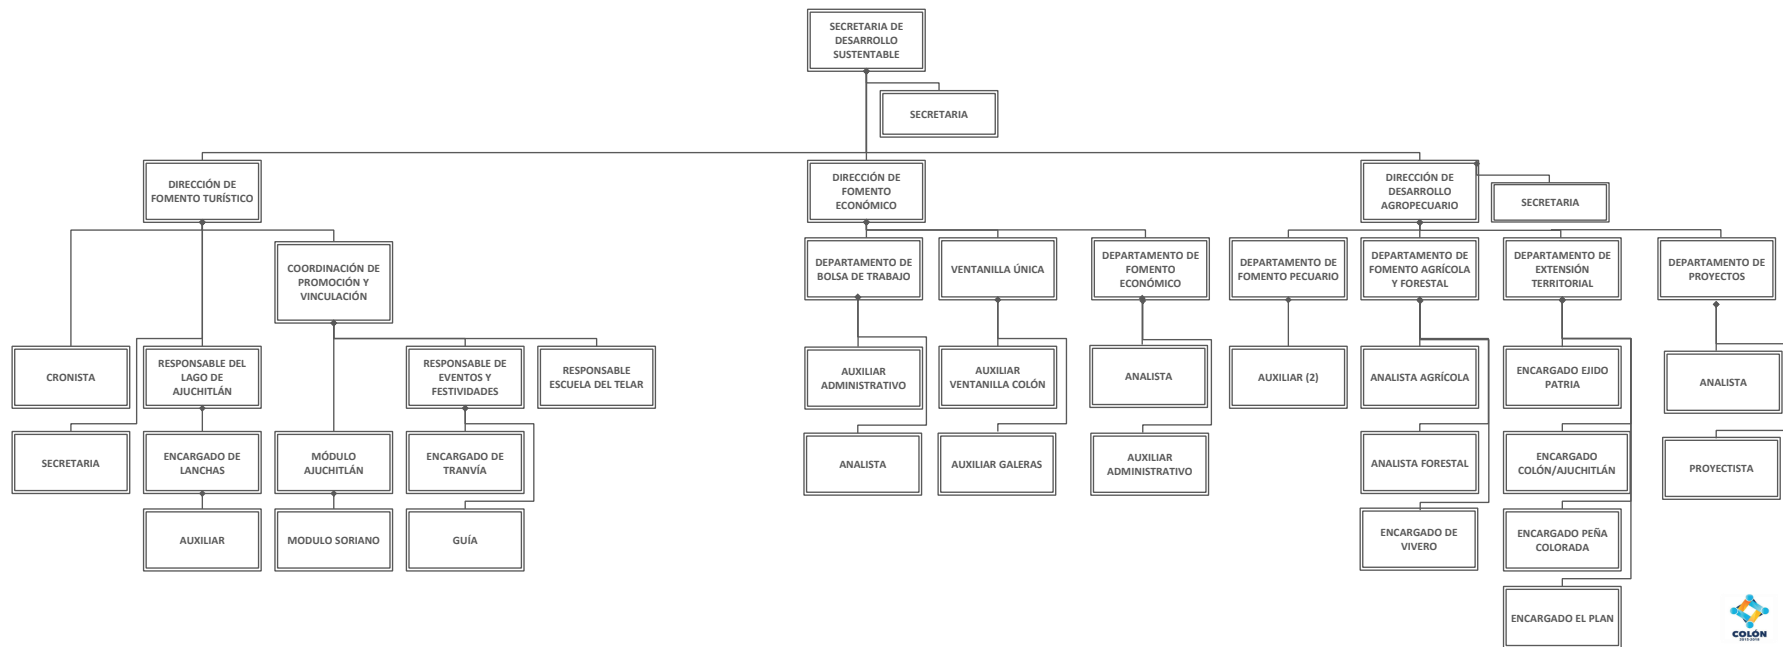 SECRETARIA DE
DESARROLLO
SUSTENTABLE
SECRETARIA
DIRECCIÓN DE
FOMENTO TURÍSTICO
DIRECCIÓN DE
FOMENTO
ECONÓMICO
DIRECCIÓN DE
DESARROLLO
AGROPECUARIO
SECRETARIA
COORDINACIÓN DE
PROMOCIÓN Y
VINCULACIÓN
DEPARTAMENTO DE
BOLSA DE TRABAJO
VENTANILLA ÚNICA
DEPARTAMENTO DE
FOMENTO
ECONÓMICO
DEPARTAMENTO DE
FOMENTO PECUARIO
DEPARTAMENTO DE
FOMENTO AGRÍCOLA
Y FORESTAL
DEPARTAMENTO DE
EXTENSIÓN
TERRITORIAL
DEPARTAMENTO DE
PROYECTOS
CRONISTA
RESPONSABLE DEL
LAGO DE
AJUCHITLÁN
RESPONSABLE DE
EVENTOS Y
FESTIVIDADES
RESPONSABLE
ESCUELA DEL TELAR
AUXILIAR
ADMINISTRATIVO
AUXILIAR
VENTANILLA COLÓN
ANALISTA
AUXILIAR (2)
ANALISTA AGRÍCOLA
ENCARGADO EJIDO
PATRIA
ANALISTA
SECRETARIA
ENCARGADO DE
LANCHAS
MÓDULO
AJUCHITLÁN
ENCARGADO DE
TRANVÍA
ANALISTA
AUXILIAR GALERAS
AUXILIAR
ADMINISTRATIVO
ANALISTA FORESTAL
ENCARGADO
COLÓN/AJUCHITLÁN
PROYECTISTA
AUXILIAR
MODULO SORIANO
GUÍA
ENCARGADO DE
VIVERO
ENCARGADO PEÑA
COLORADA
ENCARGADO EL PLAN
COLÓN